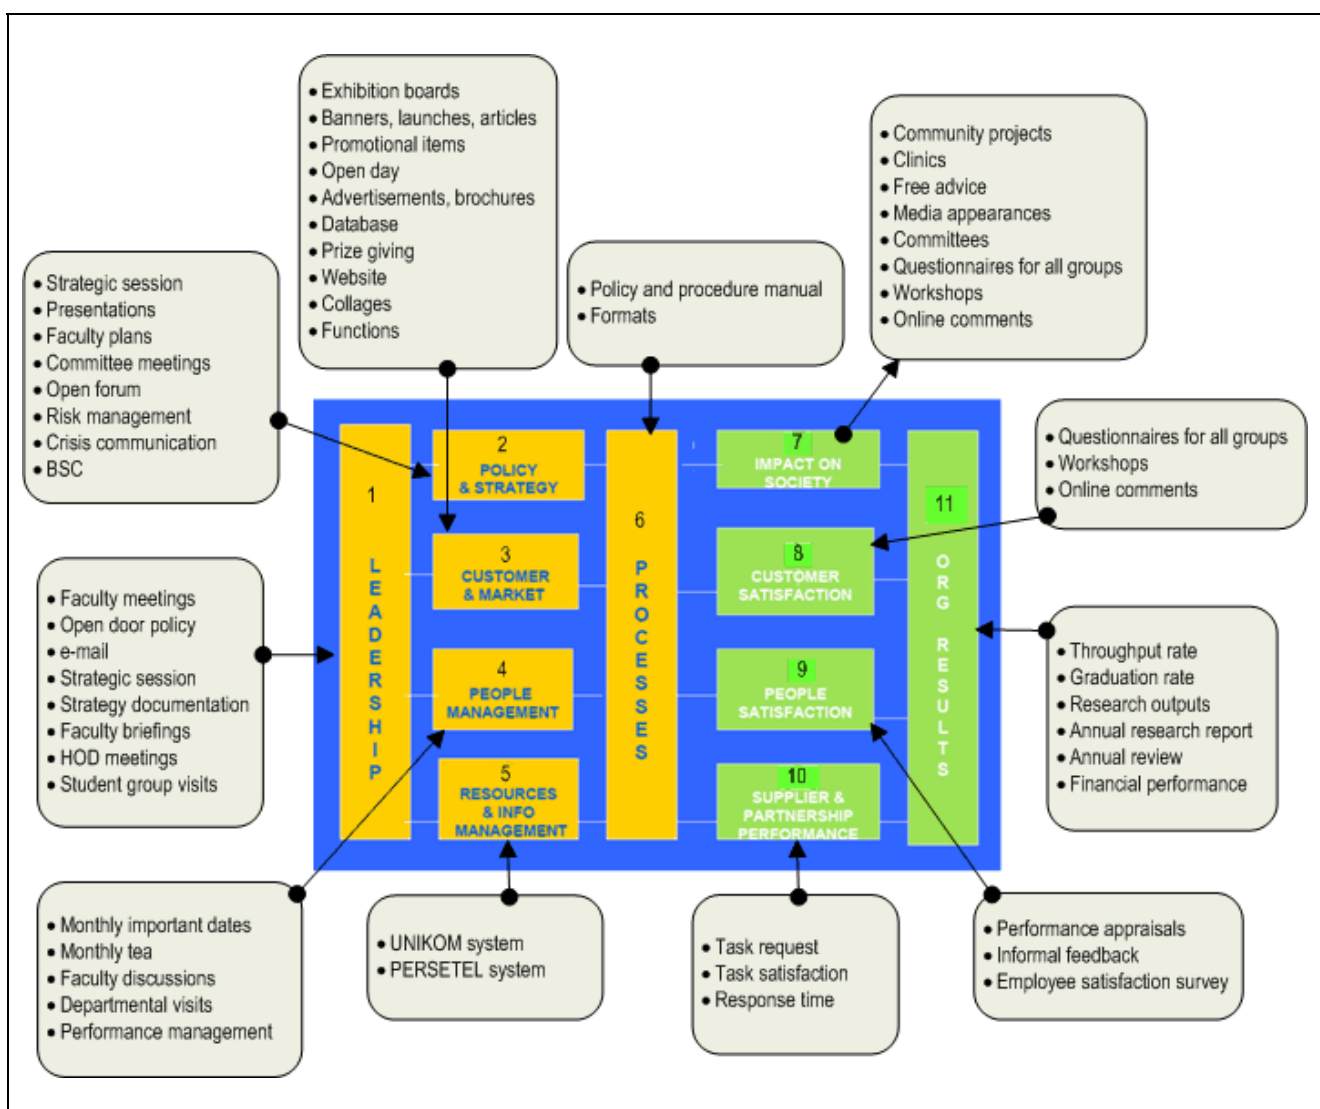 • Exhibition boards
• Banners, launches, articles
• Promotional items
• Open day
• Advertisements, brochures
• Database
• Prize giving
• Website
• Collages
• Functions
• Community projects
• Clinics
• Free advice
• Media appearances
• Committees
• Questionnaires for all groups
• Workshops
• Online comments
• Strategic session
• Presentations
• Faculty plans
• Committee meetings
• Open forum
• Risk management
• Crisis communication
• BSC
• Policy and procedure manual
• Formats
• Questionnaires for all groups
• Workshops
• Online comments
1
LEADERSHIP
2
POLICY
& STRATEGY
3
CUSTOMER
& MARKET
4
PEOPLE
MANAGEMENT
5
RESOURCES
& INFO
MANAGEMENT
6
PROCESSES
7
IMPACT ON
SOCIETY
8
CUSTOMER
SATISFACTION
9
PEOPLE
SATISFACTION
10
SUPPLIER &
PARTNERSHIP
PERFORMANCE
11
ORG RESULTS
• Faculty meetings
• Open door policy
• e-mail
• Strategic session
• Strategy documentation
• Faculty briefings
• HOD meetings
• Student group visits
• Throughput rate
• Graduation rate
• Research outputs
• Annual research report
• Annual review
• Financial performance
• Monthly important dates
• Monthly tea
• Faculty discussions
• Departmental visits
• Performance management
• UNIKOM system
• PERSETEL system
• Task request
• Task satisfaction
• Response time
• Performance appraisals
• Informal feedback
• Employee satisfaction survey